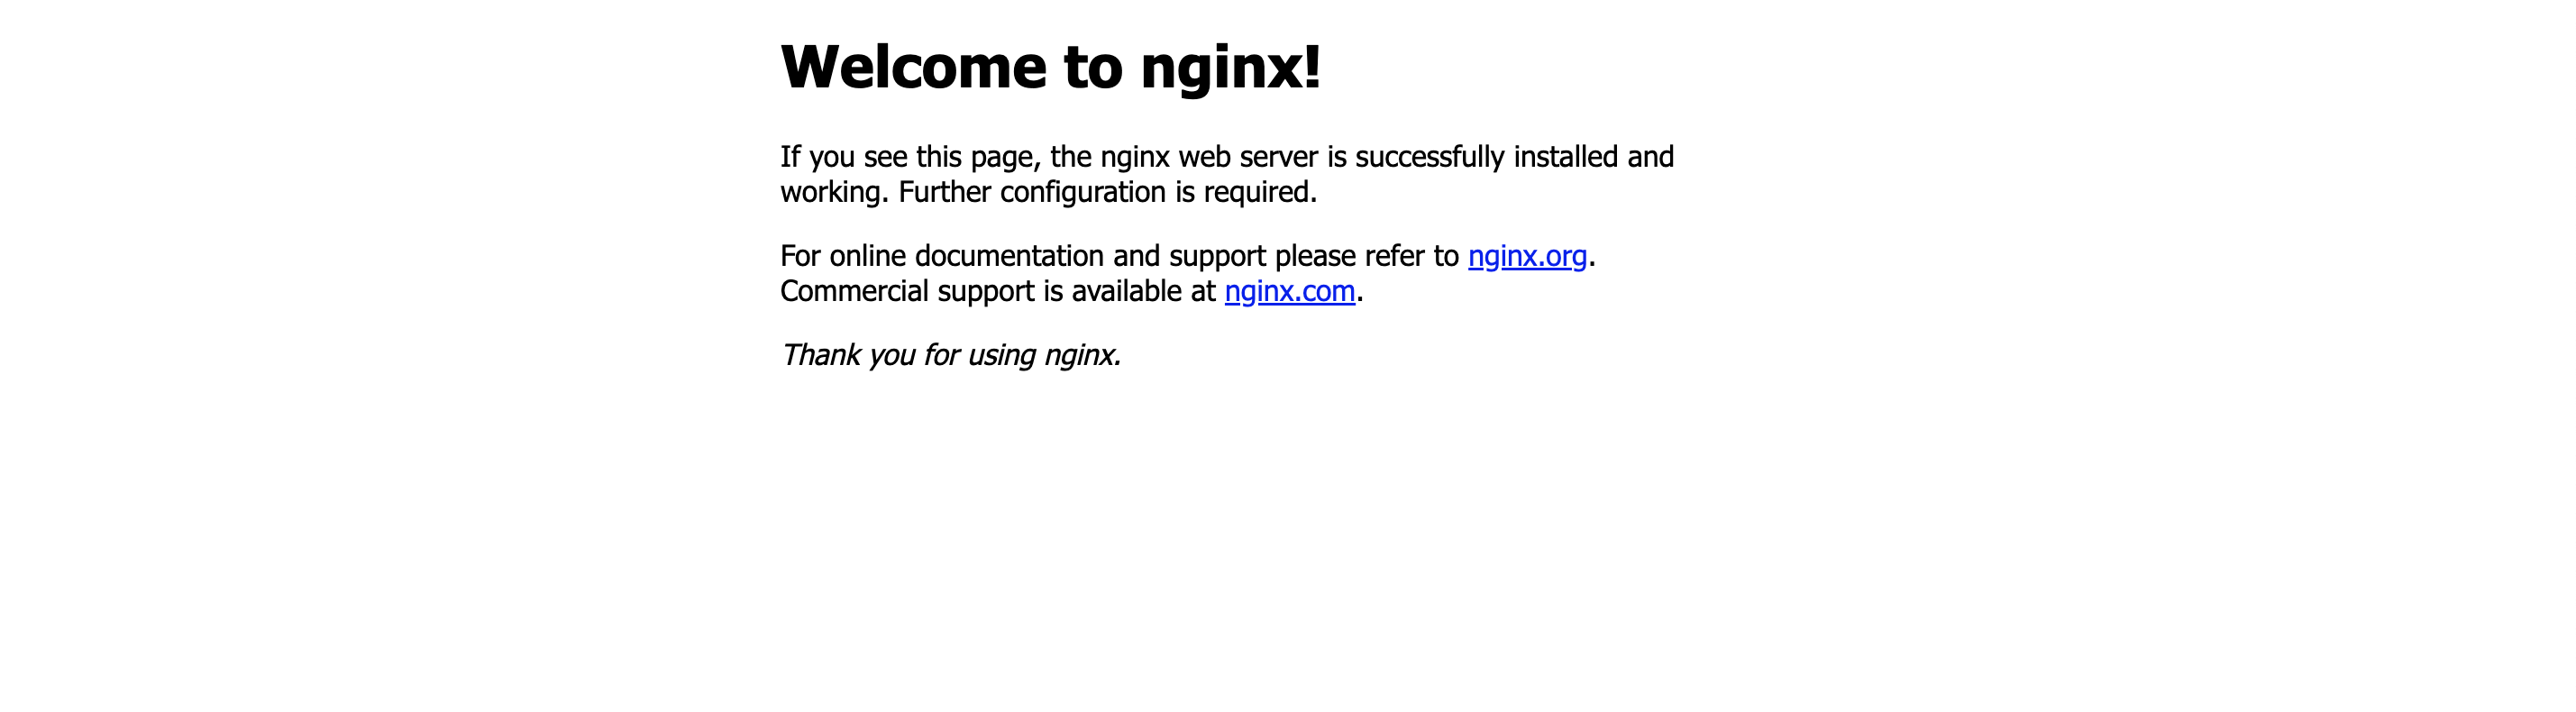 Welcome to nginx!
If you see this page, the nginx web server is successfully installed and
working. Further configuration is required.
For online documentation and support please refer to nginx.org.
Commercial support is available at nginx.com.
Thank you for using nginx.